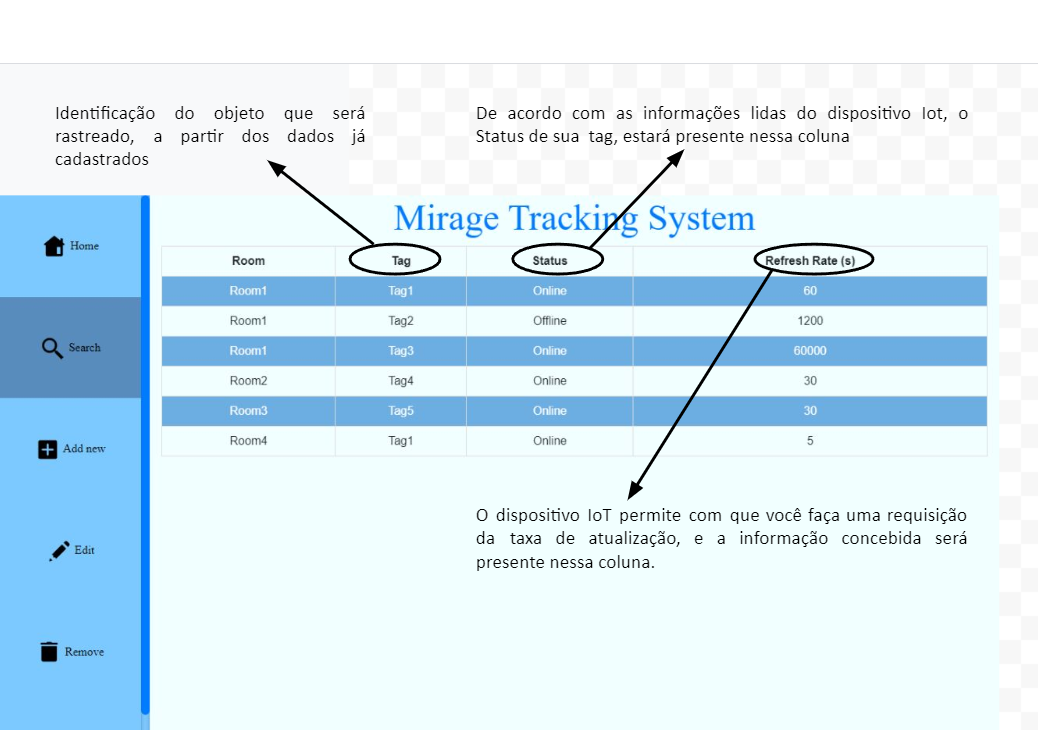 Identificação do objeto que será
rastreado, a partir dos dados já
cadastrados
De acordo com as informações lidas do dispositivo Iot, o
Status de sua tag, estará presente nessa coluna
Mirage Tracking System
Home
Search
Add new
Edit
Remove
Room Tag Status Refresh Rate (s)
Room1 Tag1 Online 60
Room1 Tag2 Offline 1200
Room1 Tag3 Online 60000
Room2 Tag4 Online 30
Room3 Tag5 Online 30
Room4 Tag1 Online 5
O dispositivo IoT permite com que você faça uma requisição
da taxa de atualização, e a informação concebida será
presente nessa coluna.